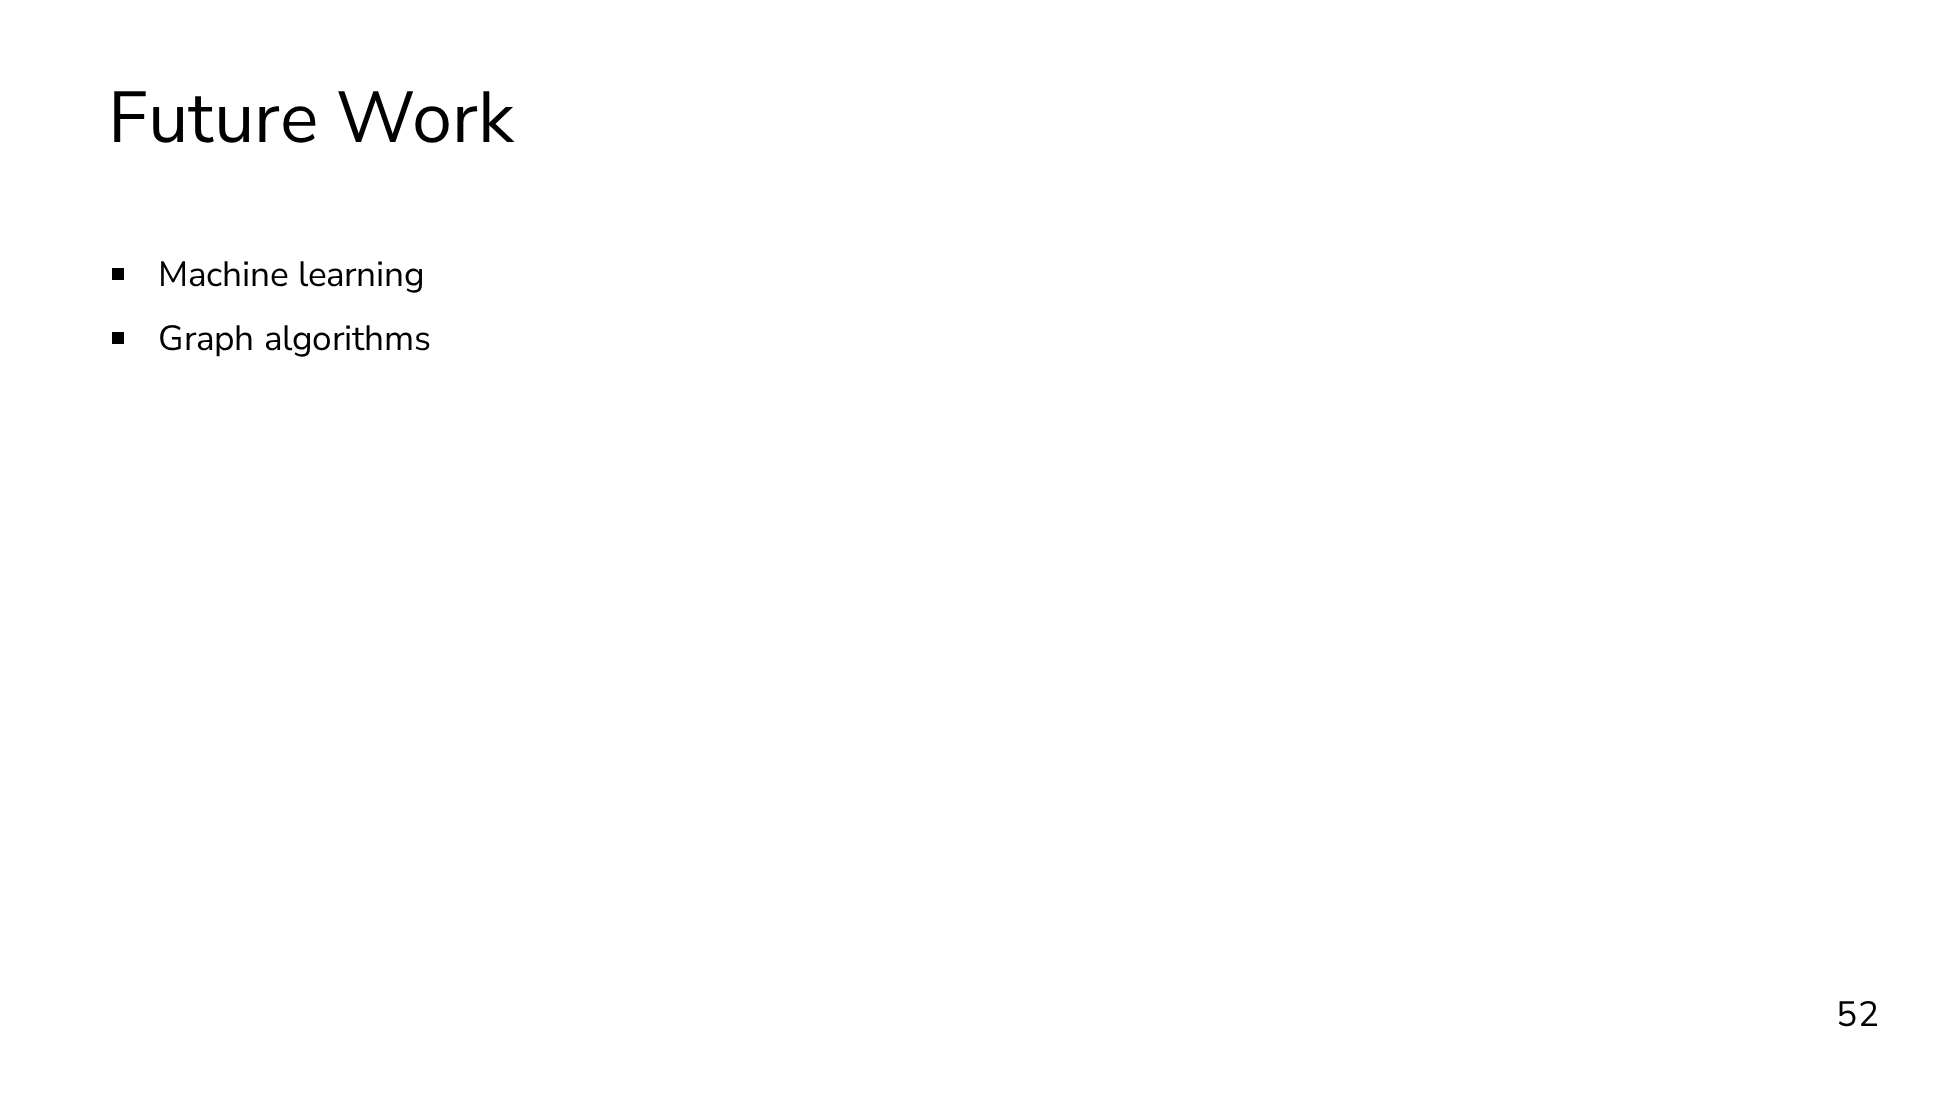 Future Work
▪ Machine learning
▪ Graph algorithms
52